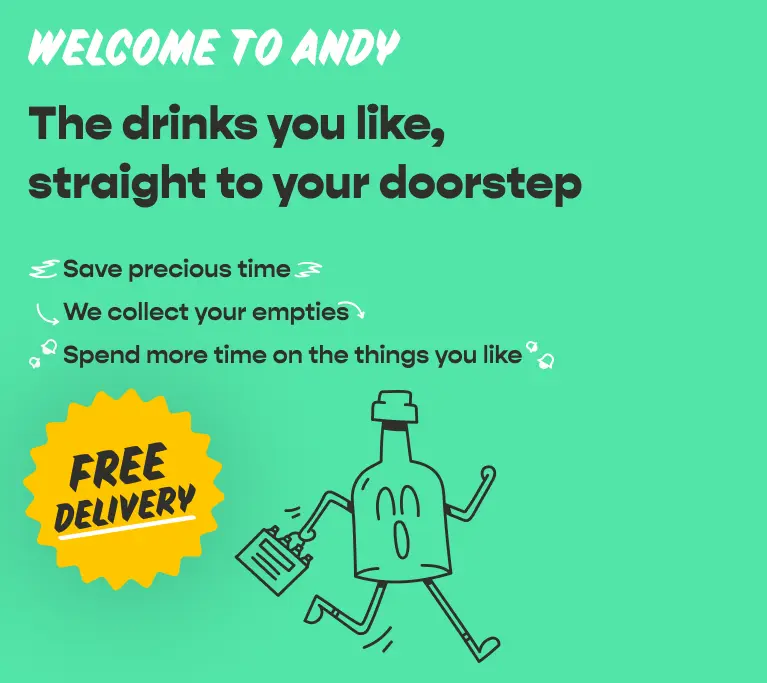 WELCOME TO ANDY
The drinks you like,
straight to your doorstep
Save precious time
We collect your empties
Spend more time on the things you like
FREE
DELIVERY